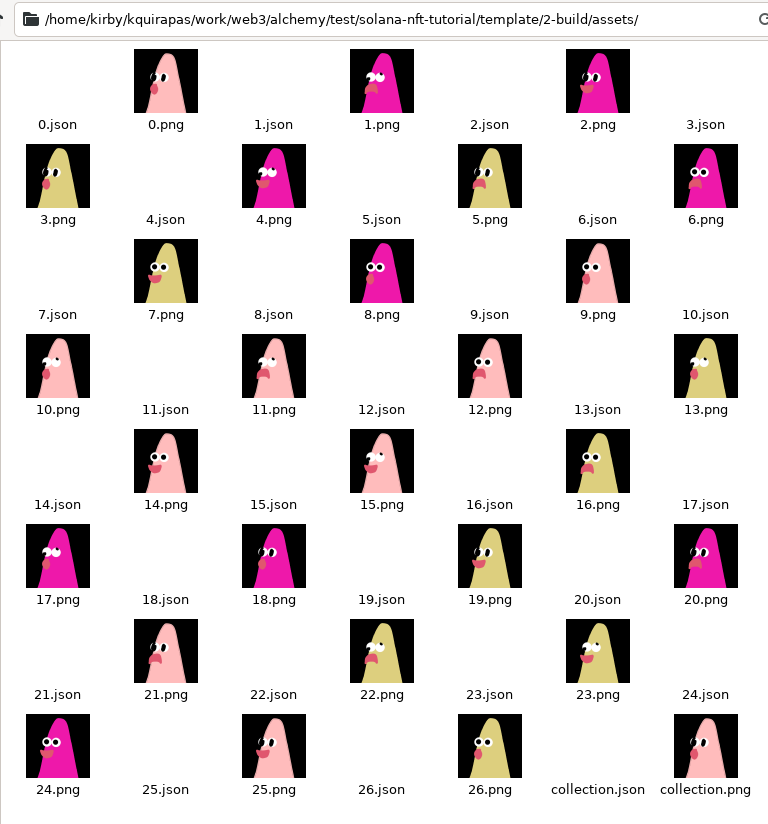 /home/kirby/kquirapas/work/web3/alchemy/test/solana-nft-tutorial/template/2-build/assets/
0.json 0.png 1.json 1.png 2.json 2.png 3.json
3.png 4.json 4.png 5.json 5.png 6.json 6.png
7.json 7.png 8.json 8.png 9.json 9.png 10.json
10.png 11.json 11.png 12.json 12.png 13.json 13.png
14.json 14.png 15.json 15.png 16.json 16.png 17.json
17.png 18.json 18.png 19.json 19.png 20.json 20.png
21.json 21.png 22.json 22.png 23.json 23.png 24.json
24.png 25.json 25.png 26.json 26.png collection.json collection.png